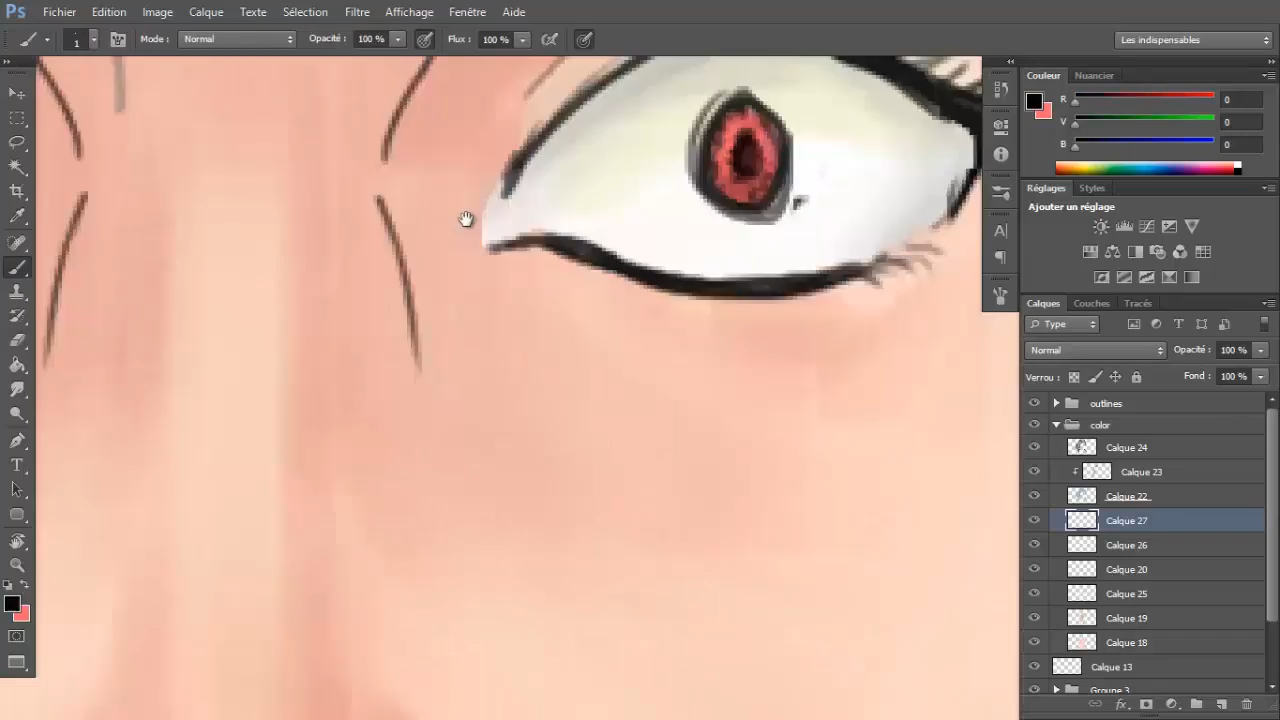 Ps Fichier Edition Image Calque Texte Sélection Filtre Affichage Fenêtre Aide
1 Mode : Normal Opacité : 100 % Flux : 100 % Les indispensables
Couleur Nuancier
R 0
V 0
B 0
Réglages Styles
Ajouter un réglage
Calques Couches Tracés
Type
Normal Opacité : 100 %
Verrou : Fond : 100 %
outlines
color
Calque 24
Calque 23
Calque 22
Calque 27
Calque 26
Calque 20
Calque 25
Calque 19
Calque 18
Calque 13
Groupe 3